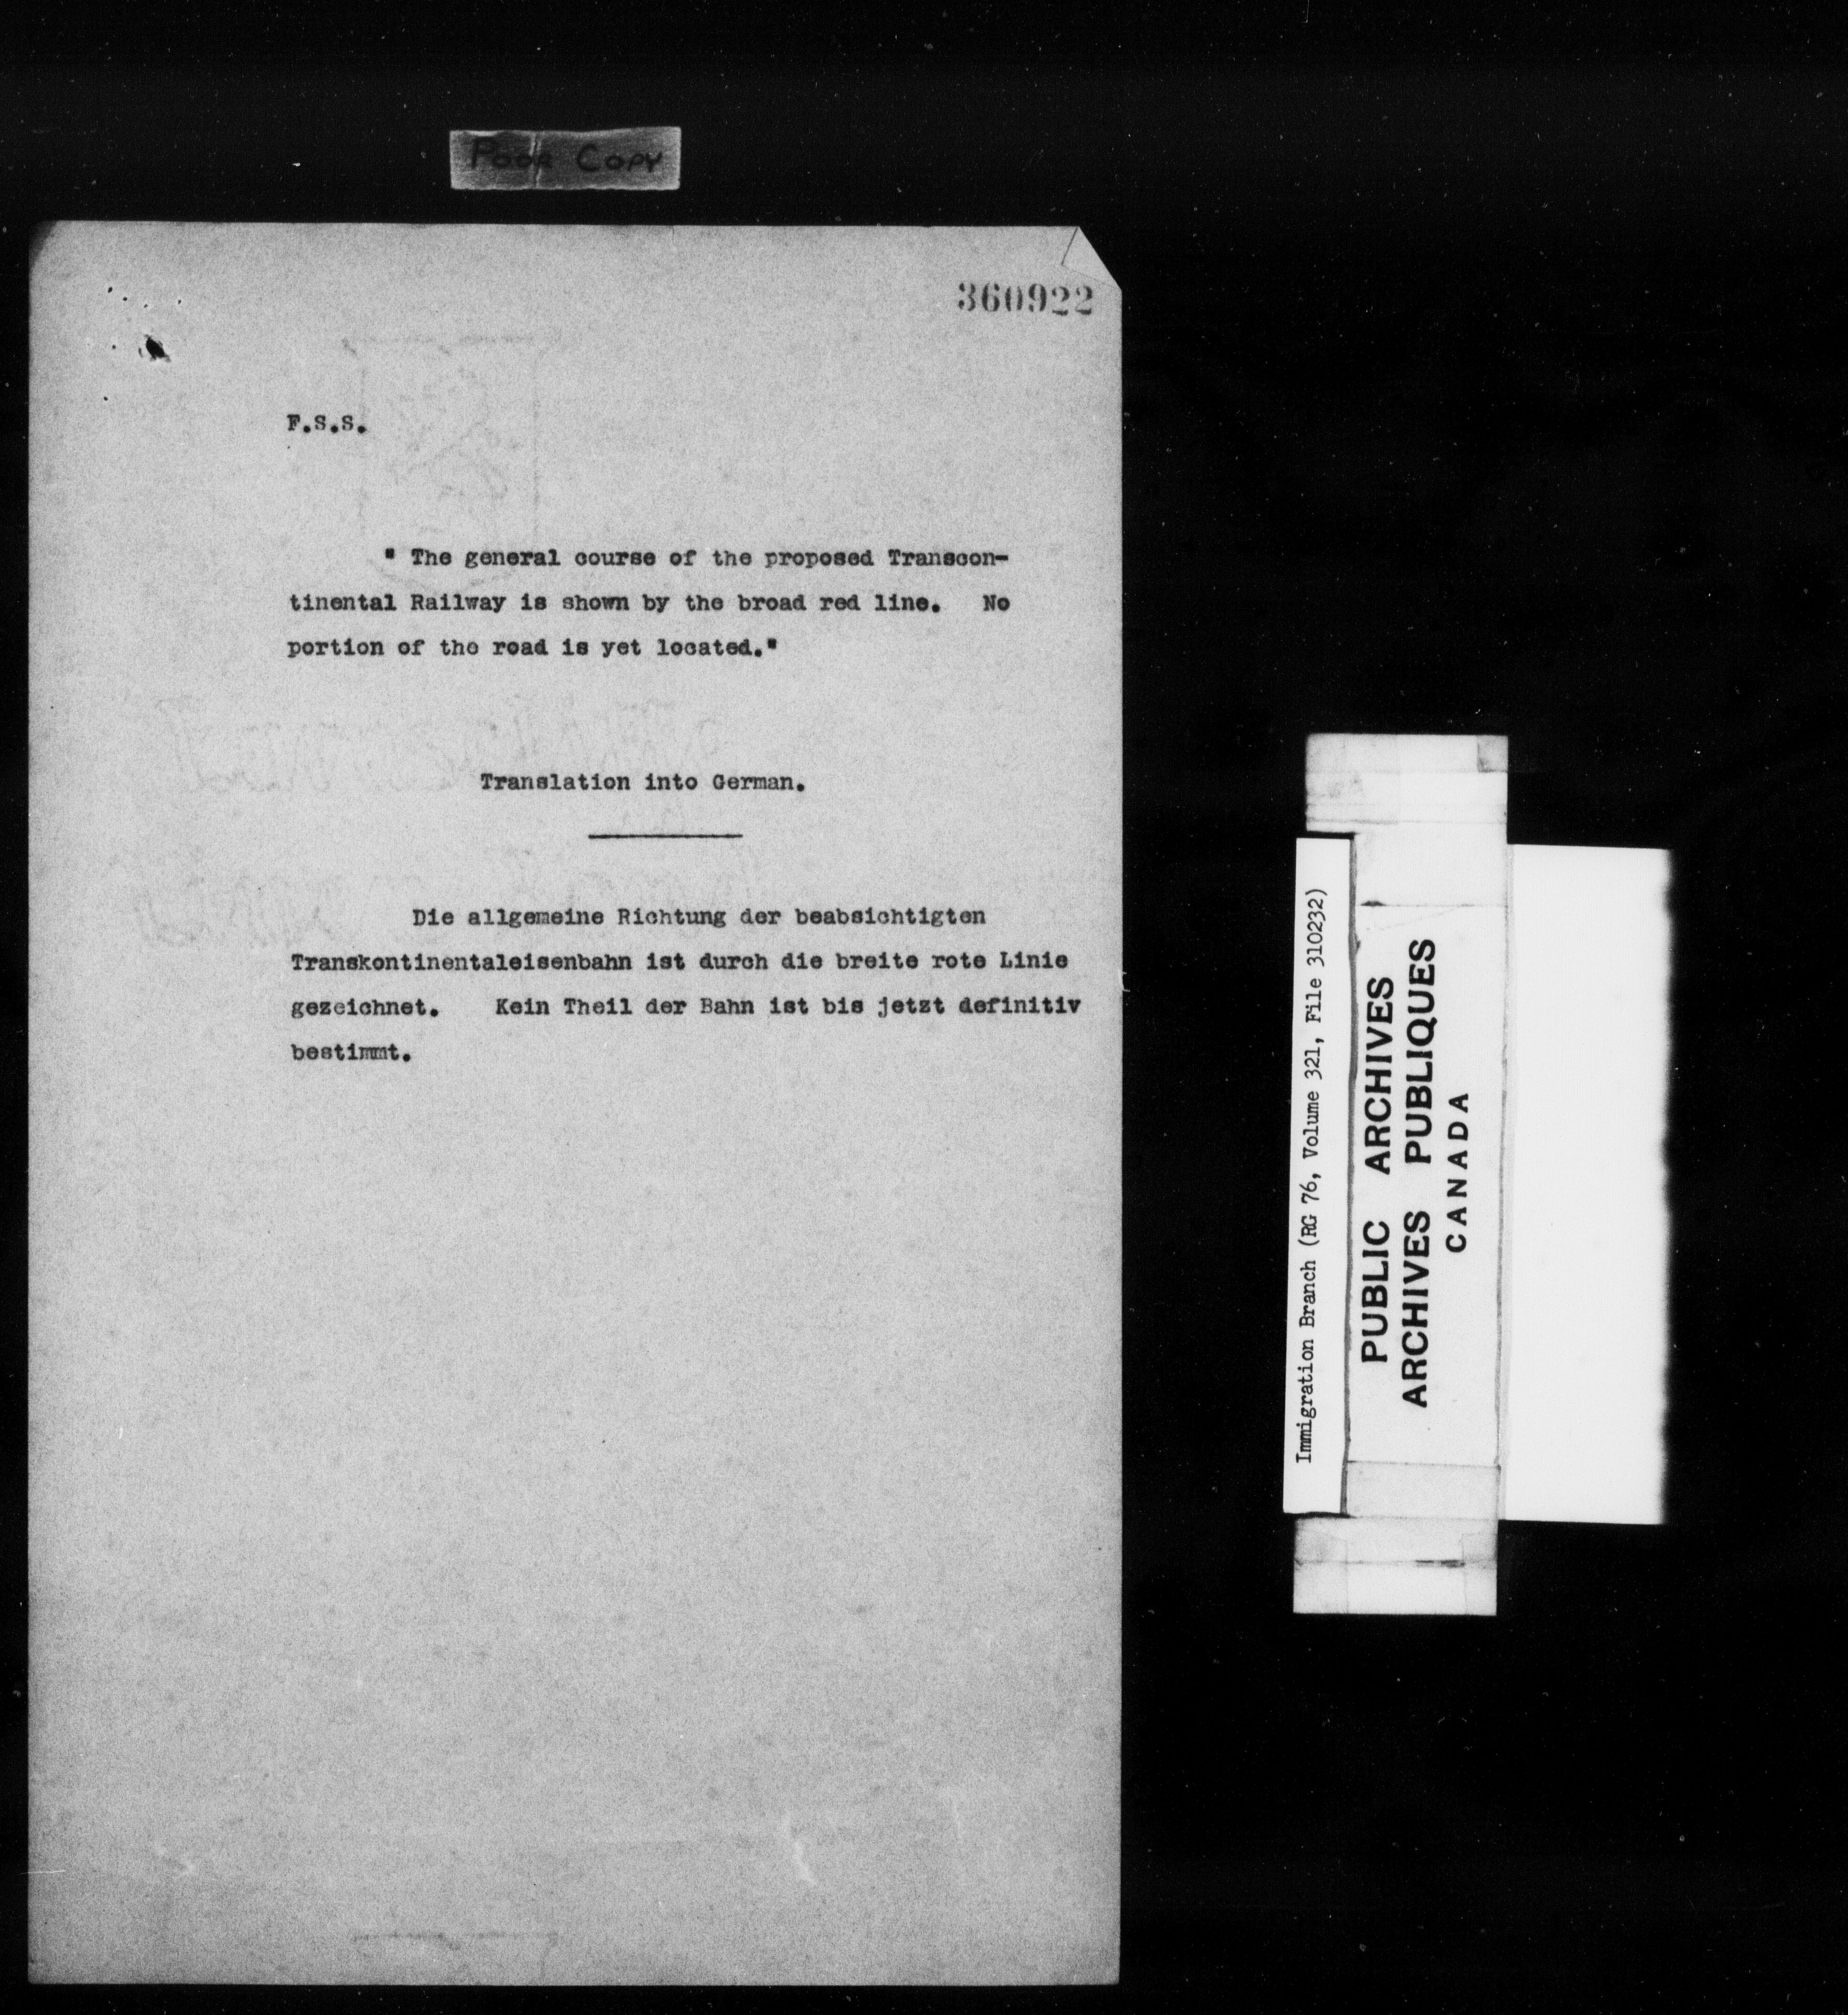 POOR COPY
360922
F.S.S.
" The general course of the proposed Transcon-
tinental Railway is shown by the broad red line. No
portion of the road is yet located."
Translation into German.
Die allgemeine Richtung der beabsichtigten
Transkontinentaleisenbahn ist durch die breite rote Linie
gezeichnet. Kein Theil der Bahn ist bis jetzt definitiv
bestimmt.
Immigration Branch (RG 76, Volume 321, File 310232)
PUBLIC ARCHIVES
ARCHIVES PUBLIQUES
CANADA